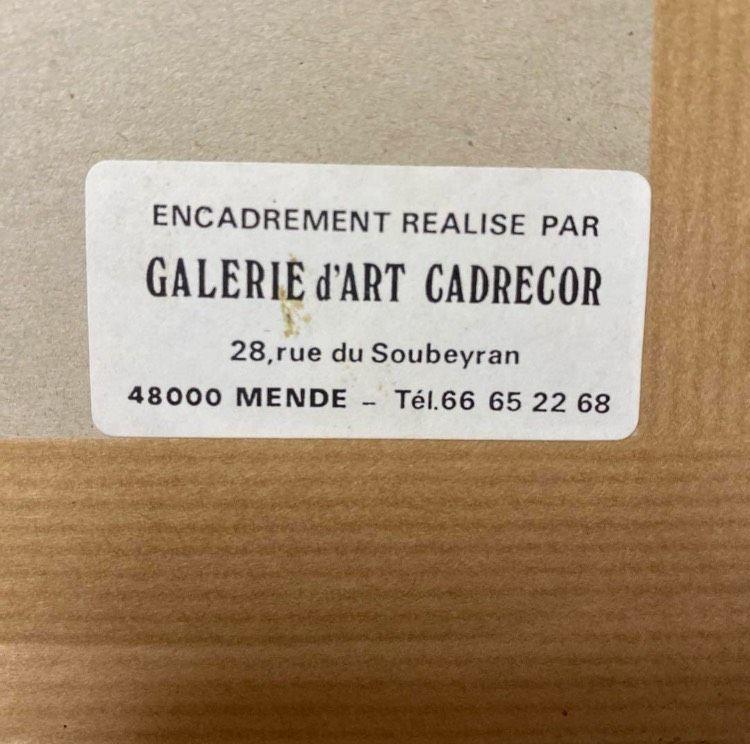 ENCADREMENT REALISE PAR
GALERIE d'ART CADRECOR
28,rue du Soubeyran
48000 MENDE – Tél.66 65 22 68